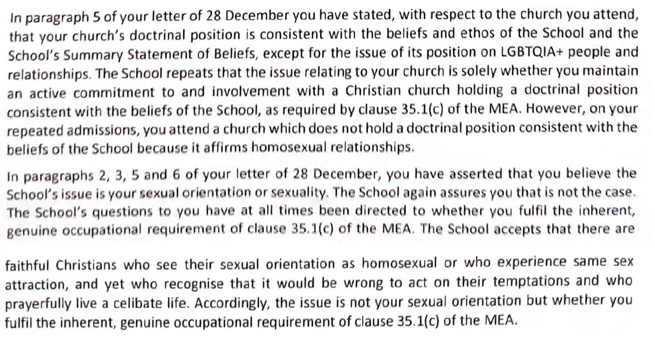 In paragraph 5 of your letter of 28 December you have stated, with respect to the church you attend,
that your church's doctrinal position is consistent with the beliefs and ethos of the School and the
School's Summary Statement of Beliefs, except for the issue of its position on LGBTQIA+ people and
relationships. The School repeats that the issue relating to your church is solely whether you maintain
an active commitment to and involvement with a Christian church holding a doctrinal position
consistent with the beliefs of the School, as required by clause 35.1(c) of the MEA. However, on your
repeated admissions, you attend a church which does not hold a doctrinal position consistent with the
beliefs of the School because it affirms homosexual relationships.
In paragraphs 2, 3, 5 and 6 of your letter of 28 December, you have asserted that you believe the
School's issue is your sexual orientation or sexuality. The School again assures you that is not the case.
The School's questions to you have at all times been directed to whether you fulfil the inherent,
genuine occupational requirement of clause 35.1(c) of the MEA. The School accepts that there are
faithful Christians who see their sexual orientation as homosexual or who experience same sex
attraction, and yet who recognise that it would be wrong to act on their temptations and who
prayerfully live a celibate life. Accordingly, the issue is not your sexual orientation but whether you
fulfil the inherent, genuine occupational requirement of clause 35.1(c) of the MEA.